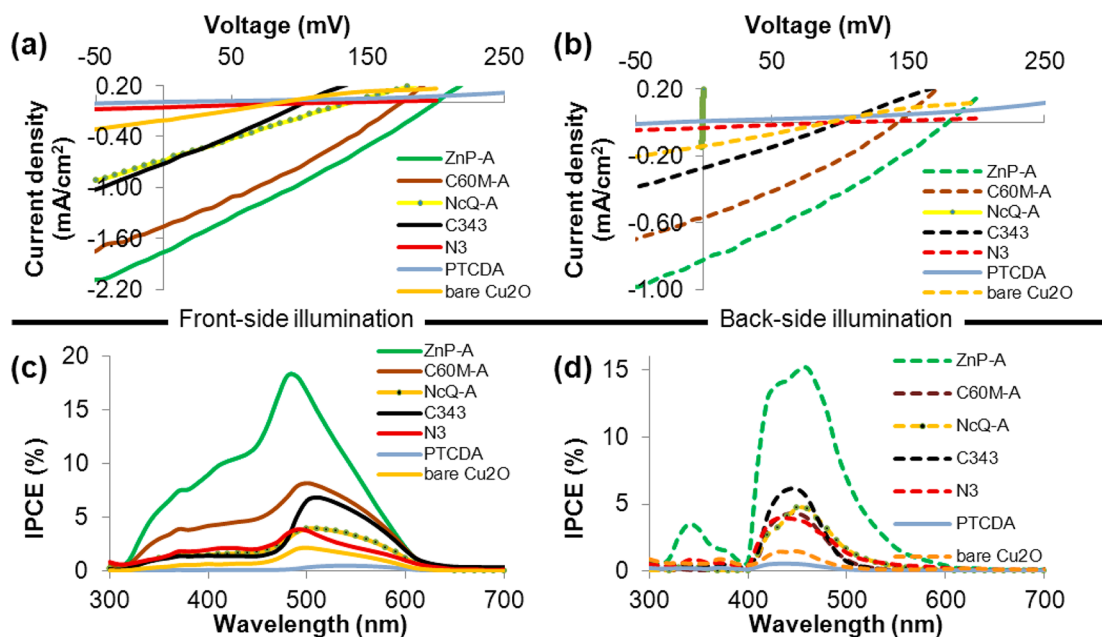 (a)
Voltage (mV)
-50 50 150 250
0.20
-0.40
-1.00
-1.60
-2.20
Current density
(mA/cm2)
ZnP-A
C60M-A
NcQ-A
C343
N3
PTCDA
bare Cu2O
(b)
Voltage (mV)
-50 50 150 250
0.20
-0.20
-0.60
-1.00
Current density
(mA/cm2)
ZnP-A
C60M-A
NcQ-A
C343
N3
PTCDA
bare Cu2O
Front-side illumination
Back-side illumination
(c)
20
15
10
5
0
IPCE (%)
ZnP-A
C60M-A
NcQ-A
C343
N3
PTCDA
bare Cu2O
300 400 500 600 700
Wavelength (nm)
(d)
15
10
5
0
IPCE (%)
ZnP-A
C60M-A
NcQ-A
C343
N3
PTCDA
bare Cu2O
300 400 500 600 700
Wavelength (nm)